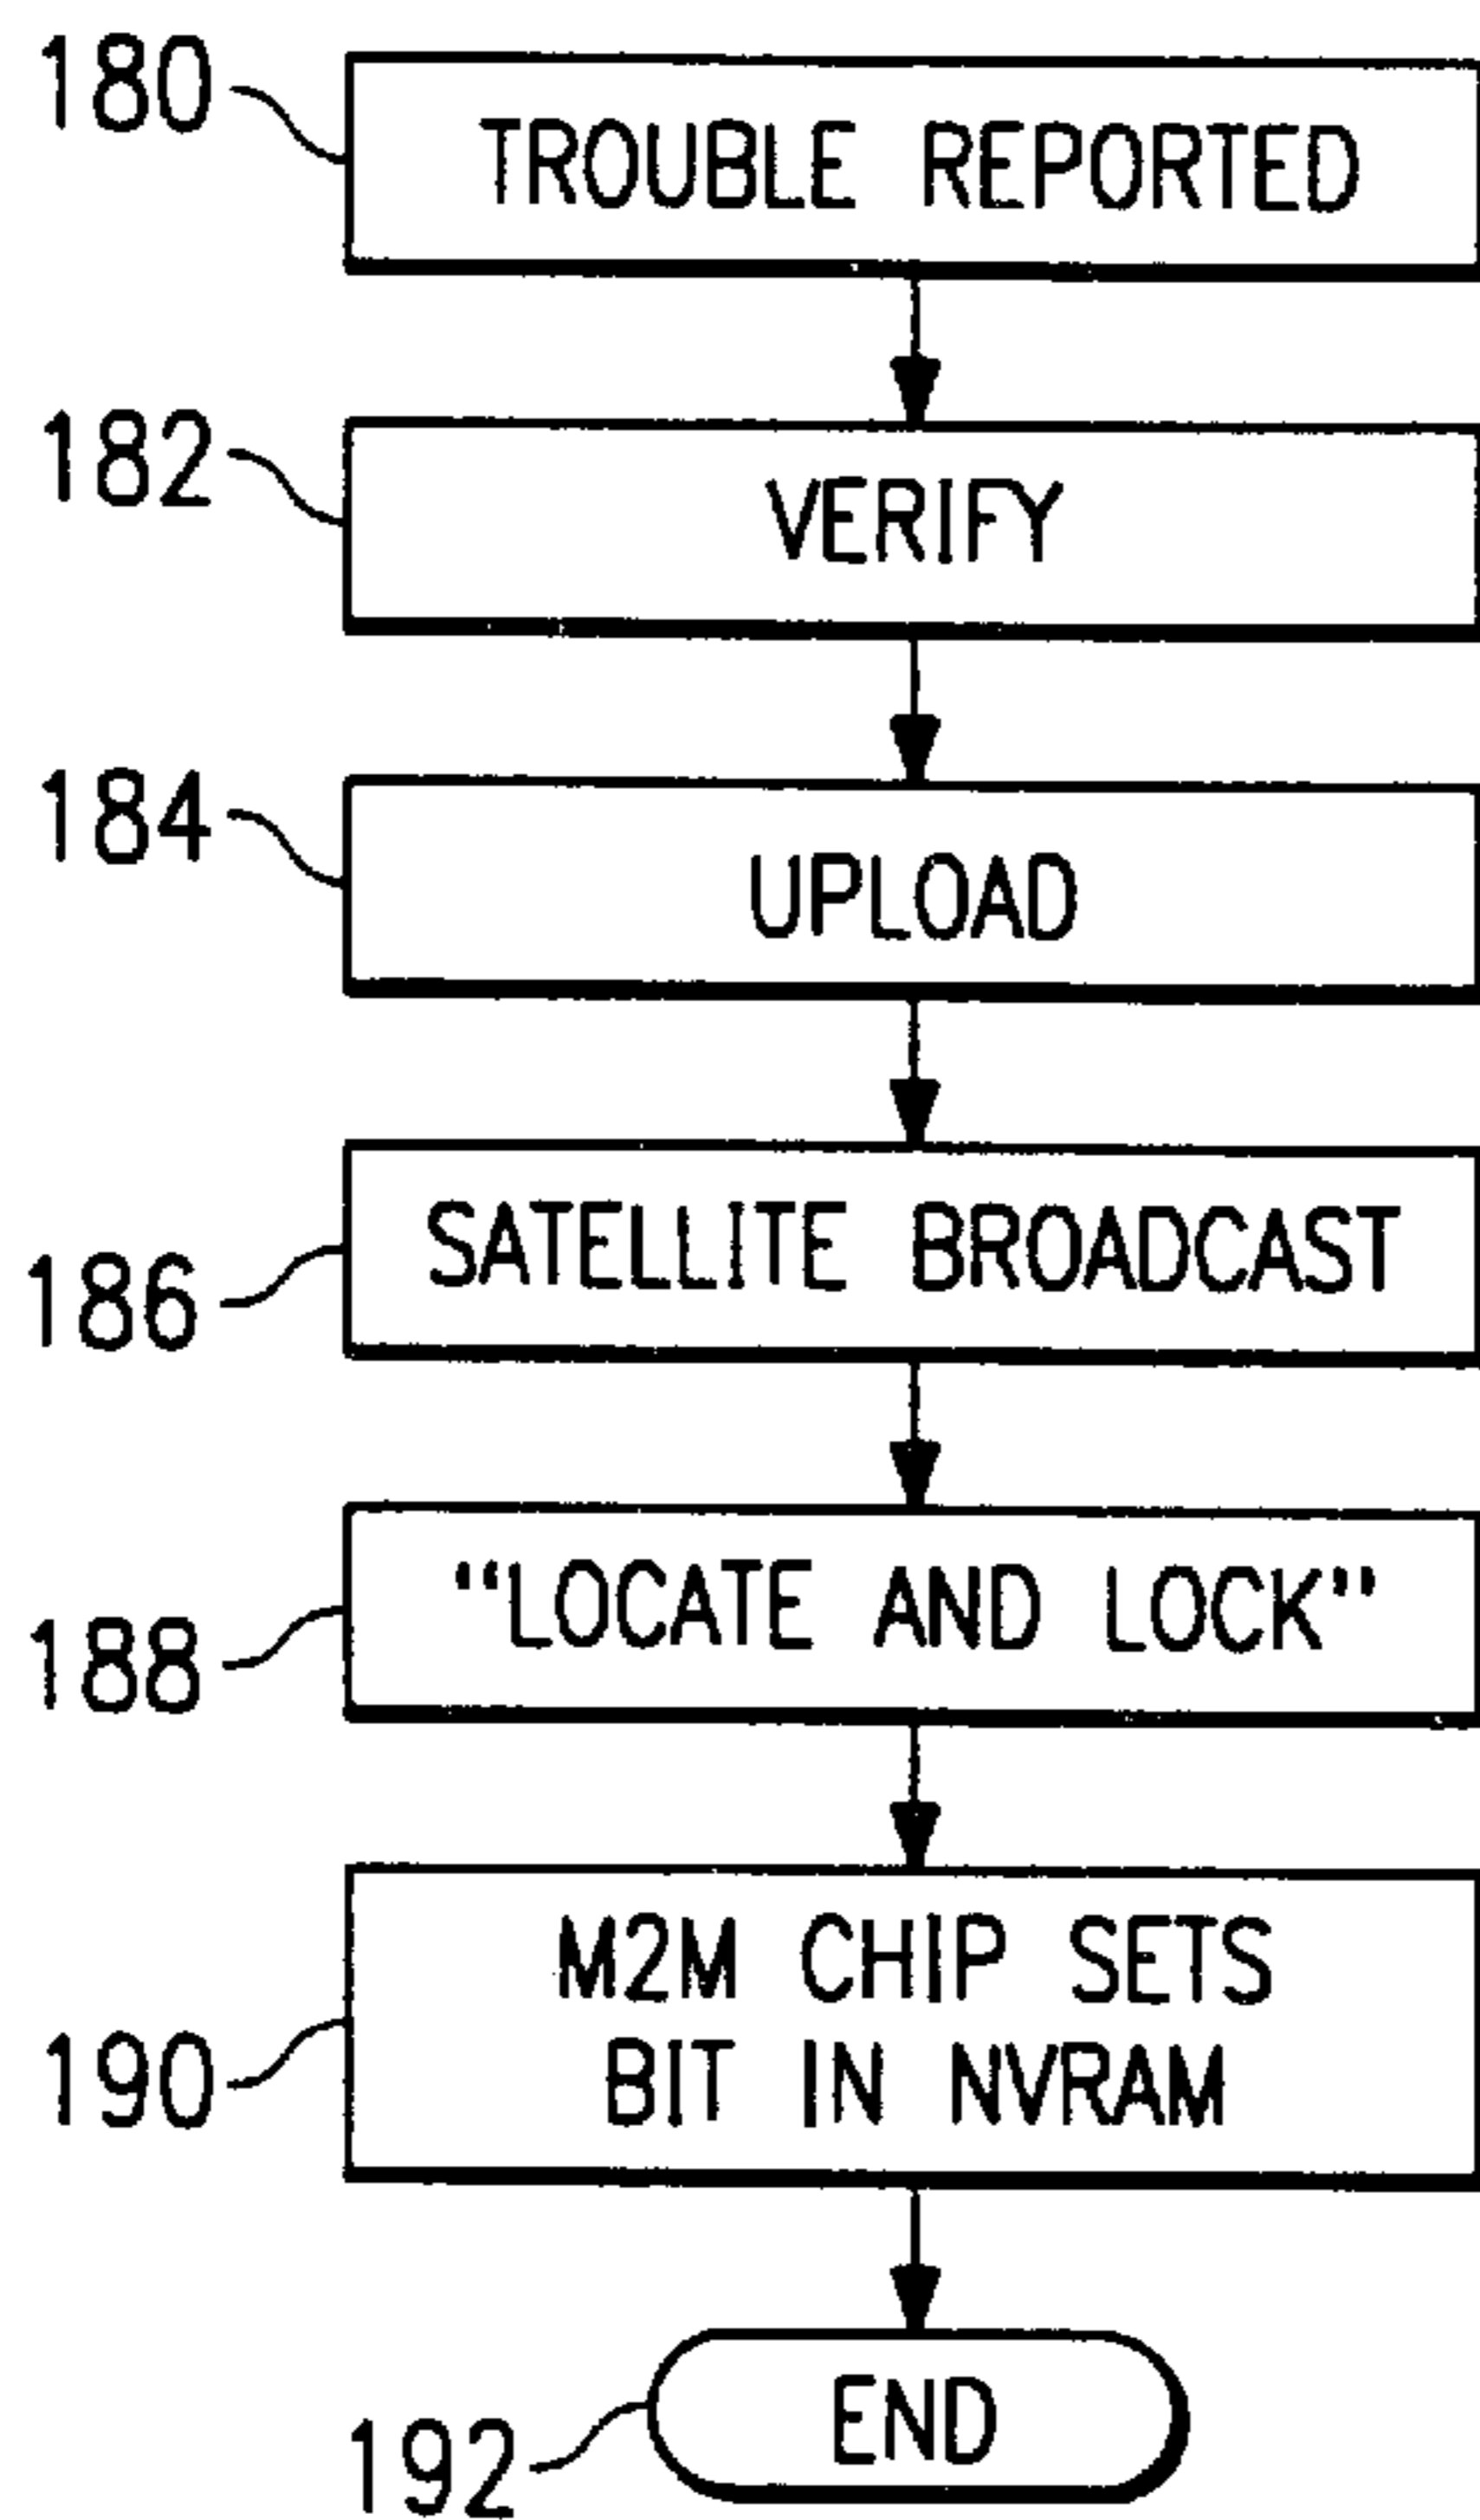 180
TROUBLE REPORTED
182
VERIFY
184
UPLOAD
186
SATELLITE BROADCAST
188
“LOCATE AND LOCK”
190
M2M CHIP SETS
BIT IN NVRAM
192
END